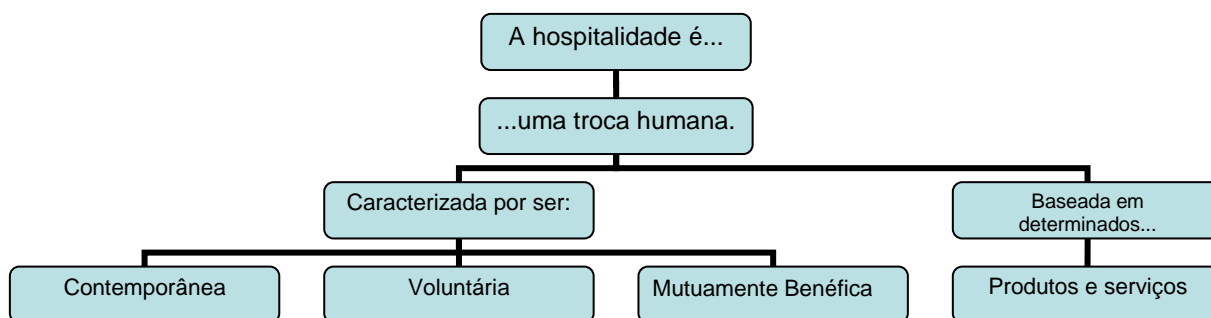 A hospitalidade é...
...uma troca humana.
Caracterizada por ser:
Baseada em
determinados...
Contemporânea
Voluntária
Mutuamente Benéfica
Produtos e serviços